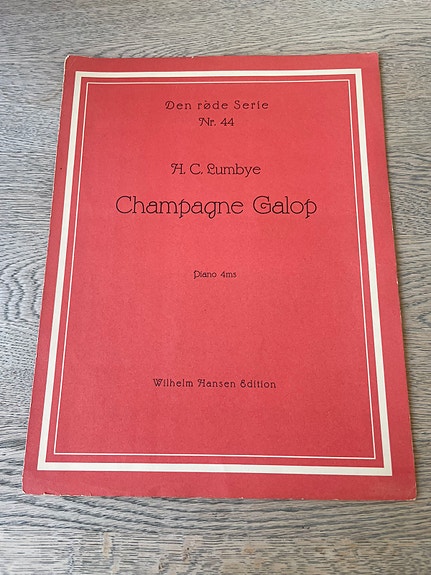 Den røde Serie
Nr. 44
H. C. Lumbye
Champagne Galop
Piano 4ms
Wilhelm Hansen Edition